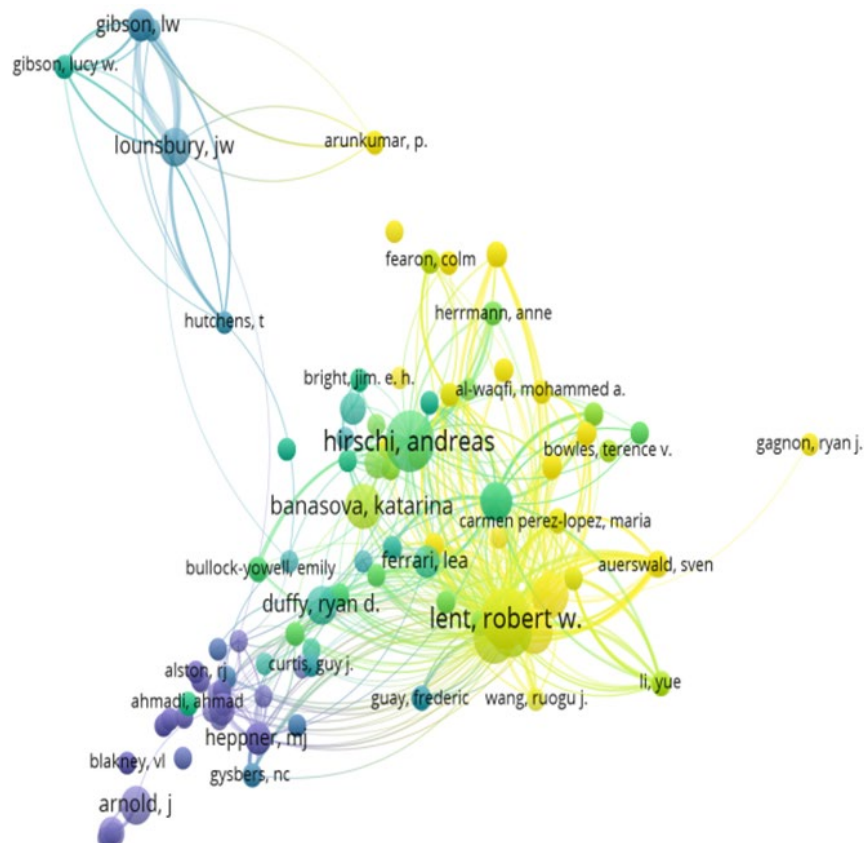 gibson, lw
gibson, lucy w.
lounsbury, jw
arunkumar, p.
fearon, colm
herrmann, anne
hutchens, t
bright, jim. e. h.
al-waqfi, mohammed a.
hirschi, andreas
bowles, terence v.
gagnon, ryan j.
banasova, katarina
carmen perez-lopez, maria
bullock-yowell, emily
ferrari, lea
auerswald, sven
duffy, ryan d.
lent, robert w.
alston, rj
curtis, guy j.
li, yue
ahmadi, ahmad
guay, frederic
wang, ruogu j.
heppner, mj
blakney, vl
gysbers, nc
arnold, j